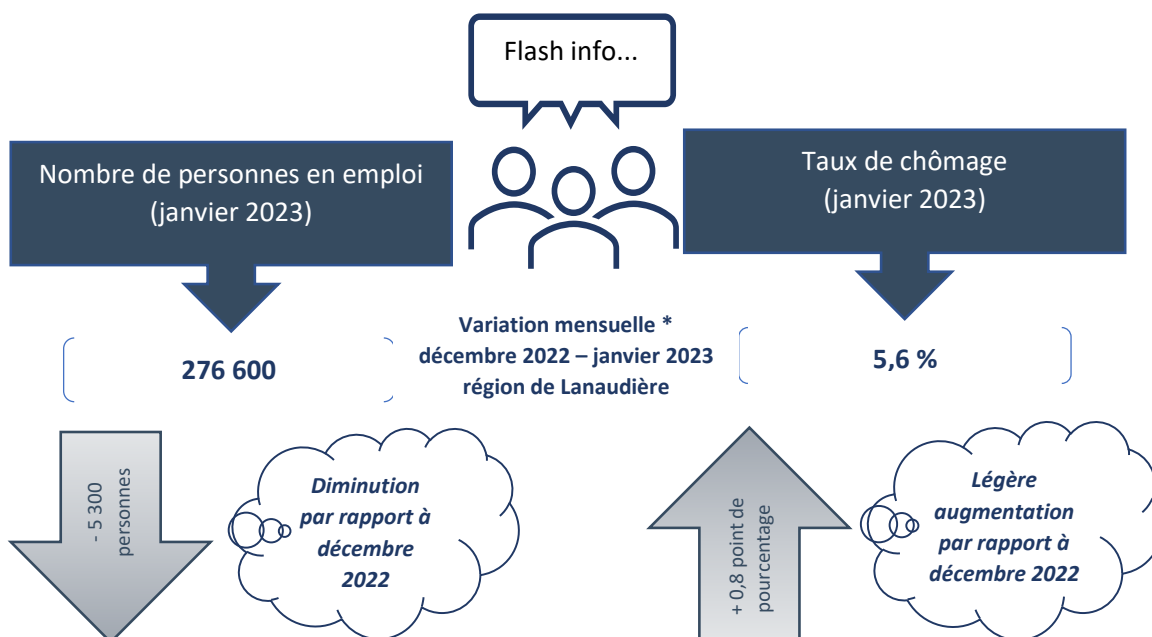 Flash info...
Nombre de personnes en emploi
(janvier 2023)
Taux de chômage
(janvier 2023)
276 600
Variation mensuelle *
décembre 2022 – janvier 2023
région de Lanaudière
5,6 %
- 5 300
personnes
Diminution
par rapport à
décembre
2022
+ 0,8 point de
pourcentage
Légère
augmentation
par rapport à
décembre 2022